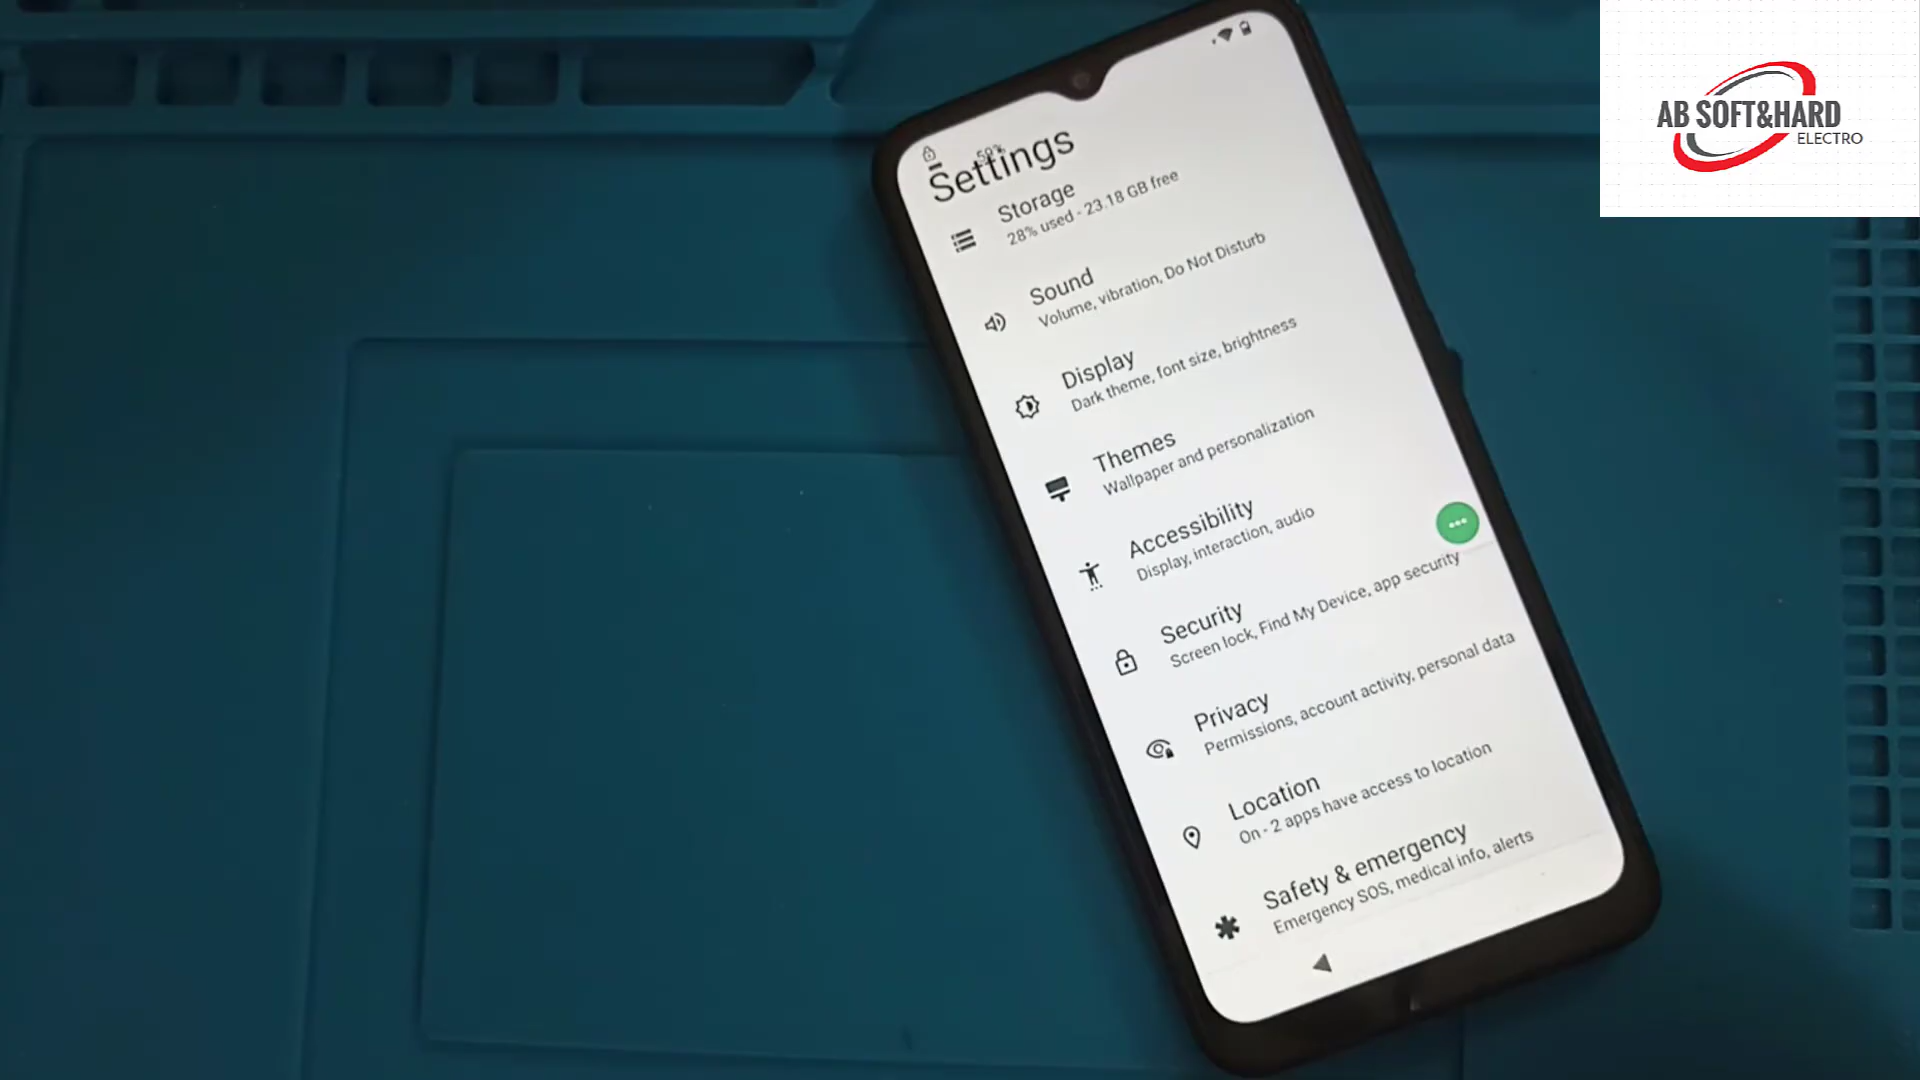 AB SOFT&HARD
ELECTRO
59%
Settings
Storage
28% used - 23.18 GB free
Sound
Volume, vibration, Do Not Disturb
Display
Dark theme, font size, brightness
Themes
Wallpaper and personalization
Accessibility
Display, interaction, audio
Security
Screen lock, Find My Device, app security
Privacy
Permissions, account activity, personal data
Location
On - 2 apps have access to location
Safety & emergency
Emergency SOS, medical info, alerts